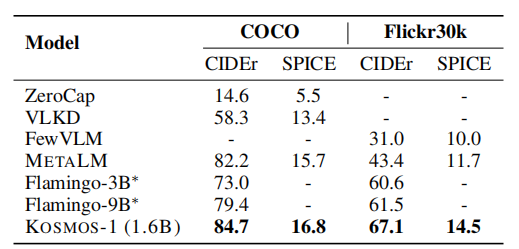 Model COCO Flickr30k
CIDEr SPICE CIDEr SPICE
ZeroCap 14.6 5.5 - -
VLKD 58.3 13.4 - -
FewVLM - - 31.0 10.0
METALM 82.2 15.7 43.4 11.7
Flamingo-3B* 73.0 - 60.6 -
Flamingo-9B* 79.4 - 61.5 -
KOSMOS-1 (1.6B) 84.7 16.8 67.1 14.5